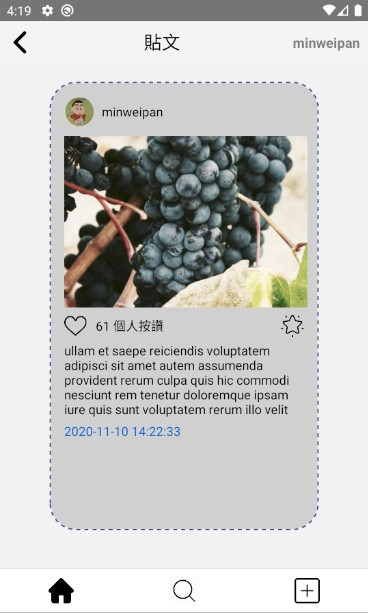 4:19
貼文
minweipan
minweipan
61 個人按讚
ullam et saepe reiciendis voluptatem
adipisci sit amet autem assumenda
provident rerum culpa quis hic commodi
nesciunt rem tenetur doloremque ipsam
iure quis sunt voluptatem rerum illo velit
2020-11-10 14:22:33